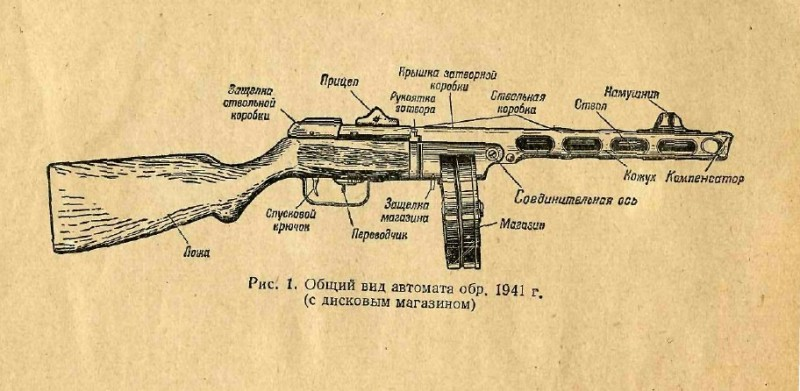 Прицел
Крышка затворной
коробки
Защелка
ствольной
коробки
Рукоятка
затвора
Ствольная
коробка
Ствол
Намушник
Кожух
Компенсатор
Соединительная ось
Спусковой
крючок
Переводчик
Защелка
магазина
Магазин
Ложа
Рис. 1. Общий вид автомата обр. 1941 г.
(с дисковым магазином)